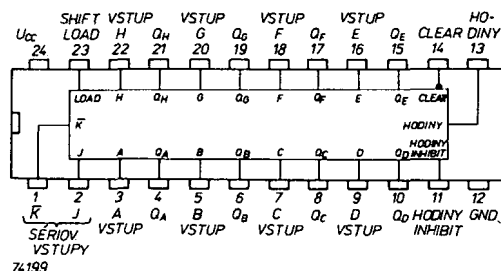 SHIFT VSTUP VSTUP VSTUP VSTUP HO-
UCC LOAD H QH G QG F QF E QE CLEAR DINY
24 23 22 21 20 19 18 17 16 15 14 13
LOAD H QH G QG F QF E QE CLEAR
K̅ HODINY
HODINY
J A QA B QB C QC D QD INHIBIT
1 2 3 4 5 6 7 8 9 10 11 12
K̅ J A QA B QB C QC D QD HODINY GND
SÉRIOV. VSTUP VSTUP VSTUP VSTUP INHIBIT
VSTUPY
74199